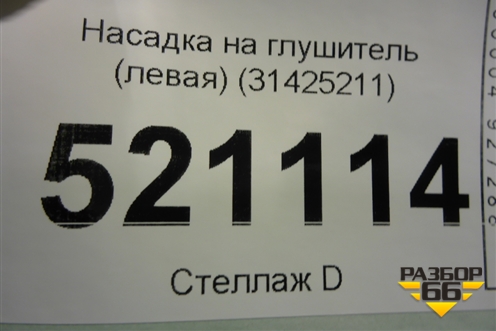 Насадка на глушитель
(левая) (31425211)
521114
Стеллаж D
РАЗБОР
66